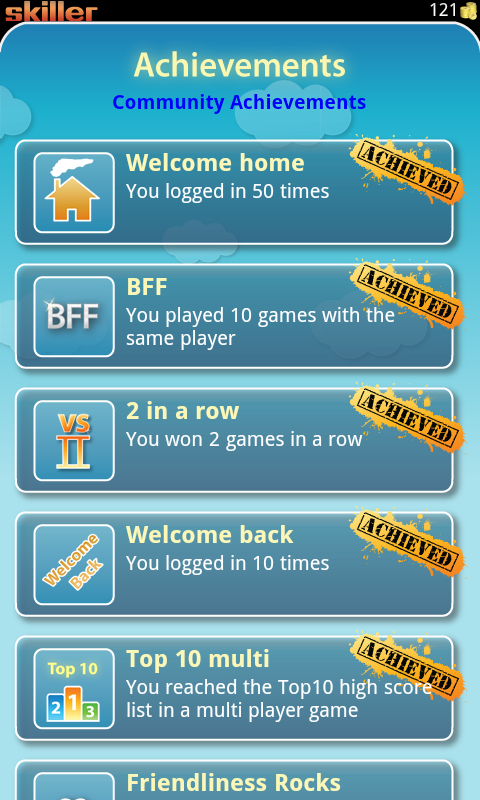 skiller
121
Achievements
Community Achievements
Welcome home
You logged in 50 times
ACHIEVED
BFF
BFF
You played 10 games with the
same player
ACHIEVED
VS
II
2 in a row
You won 2 games in a row
ACHIEVED
Welcome
Back
Welcome back
You logged in 10 times
ACHIEVED
Top 10
2 1 3
Top 10 multi
You reached the Top10 high score
list in a multi player game
ACHIEVED
Friendliness Rocks